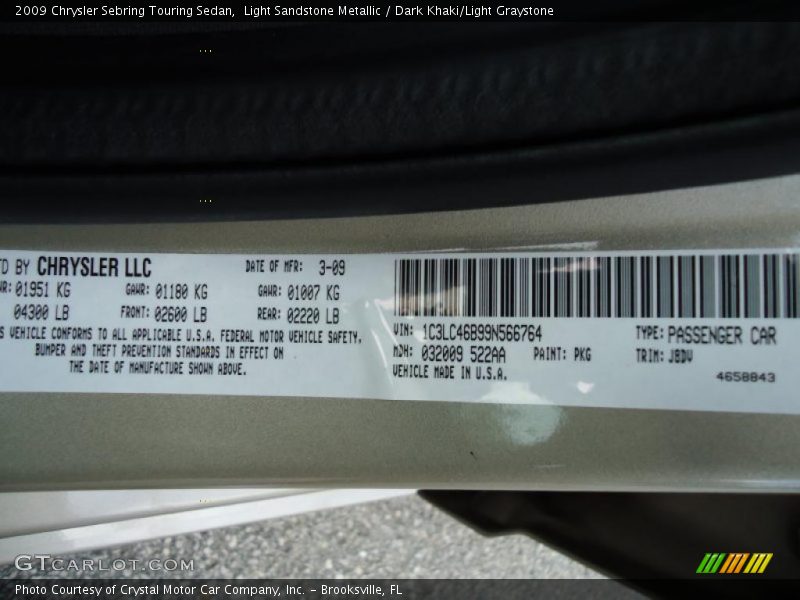 2009 Chrysler Sebring Touring Sedan, Light Sandstone Metallic / Dark Khaki/Light Graystone
BY CHRYSLER LLC DATE OF MFR: 3-09
01951 KG GAWR: 01180 KG GAWR: 01007 KG
04300 LB FRONT: 02600 LB REAR: 02220 LB
VEHICLE CONFORMS TO ALL APPLICABLE U.S.A. FEDERAL MOTOR VEHICLE SAFETY,
BUMPER AND THEFT PREVENTION STANDARDS IN EFFECT ON
THE DATE OF MANUFACTURE SHOWN ABOVE.
VIN: 1C3LC46B99N566764 TYPE: PASSENGER CAR
MDH: 032009 522AA PAINT: PKG TRIM: J8DV
VEHICLE MADE IN U.S.A.
4658843
GTCARLOT.COM
Photo Courtesy of Crystal Motor Car Company, Inc. – Brooksville, FL